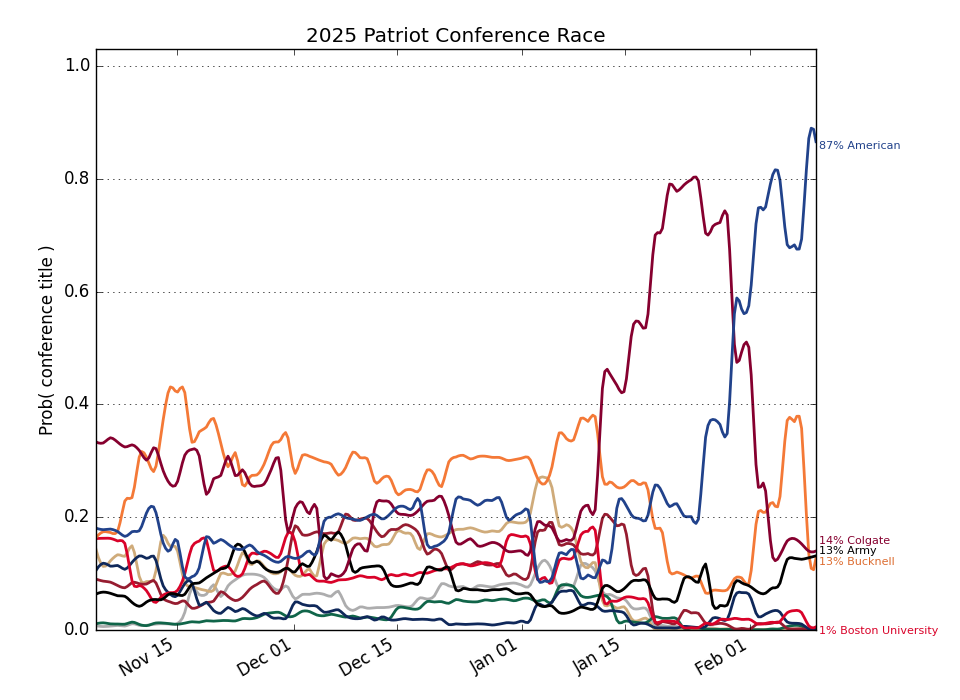 2025 Patriot Conference Race
Prob( conference title )
1.0
0.8
0.6
0.4
0.2
0.0
87% American
14% Colgate
13% Army
13% Bucknell
1% Boston University
Nov 15
Dec 01
Dec 15
Jan 01
Jan 15
Feb 01